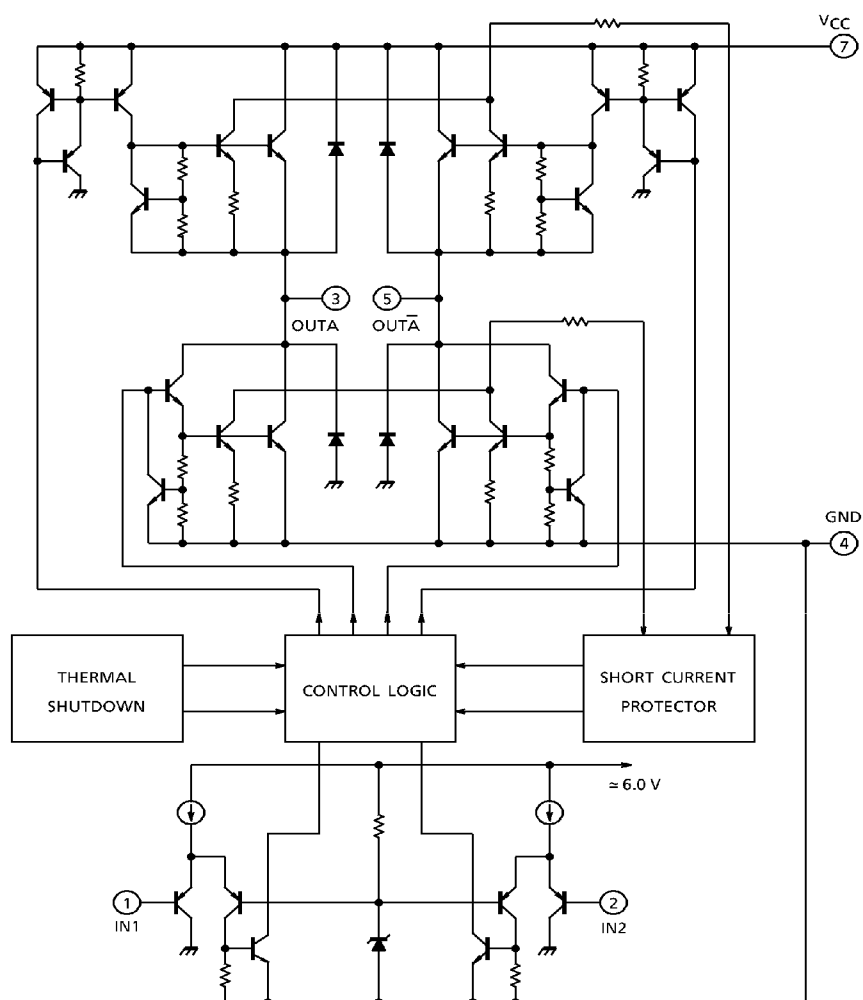 VCC
7
3
5
OUTA
OUTA̅
GND
4
THERMAL
SHUTDOWN
CONTROL LOGIC
SHORT CURRENT
PROTECTOR
≃ 6.0 V
1
IN1
2
IN2